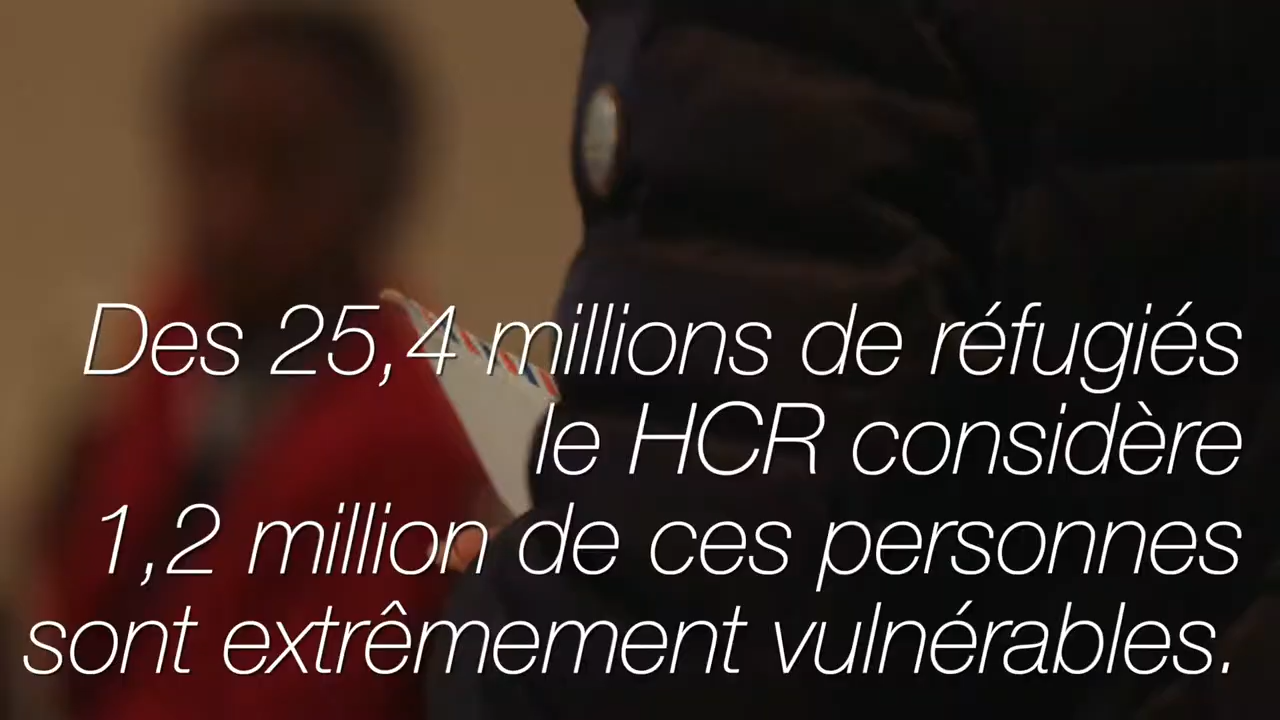 Des 25,4 millions de réfugiés
le HCR considère
1,2 million de ces personnes
sont extrêmement vulnérables.